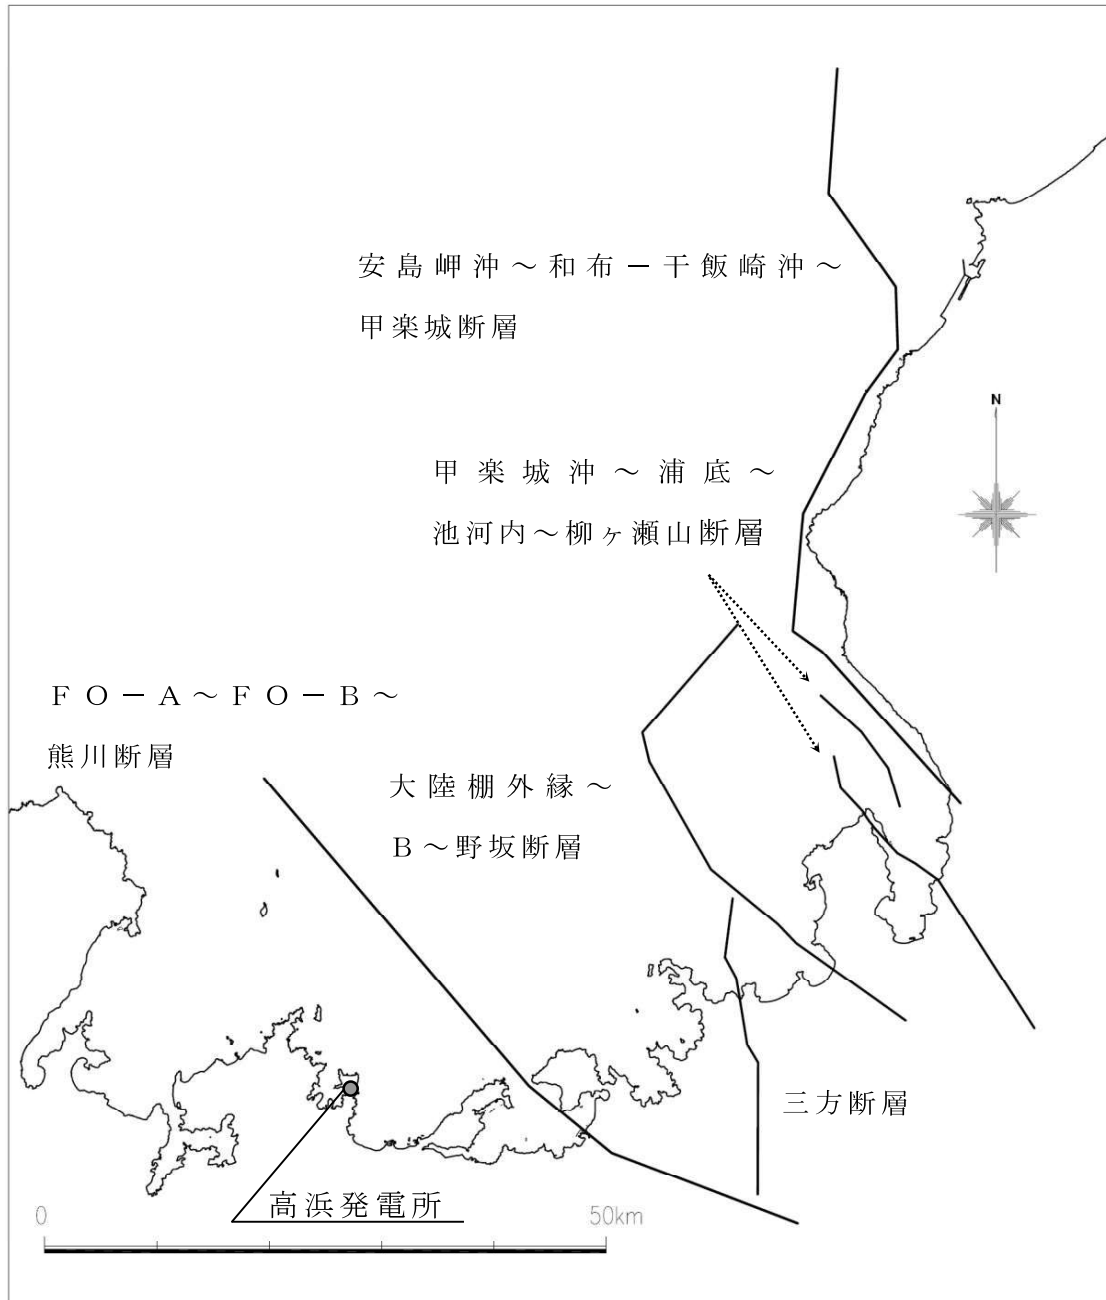 安島岬沖～和布－干飯崎沖～
甲楽城断層
N
甲楽城沖～浦底～
池河内～柳ヶ瀬山断層
ＦＯ－Ａ～ＦＯ－Ｂ～
熊川断層
大陸棚外縁～
Ｂ～野坂断層
三方断層
高浜発電所
0
50km